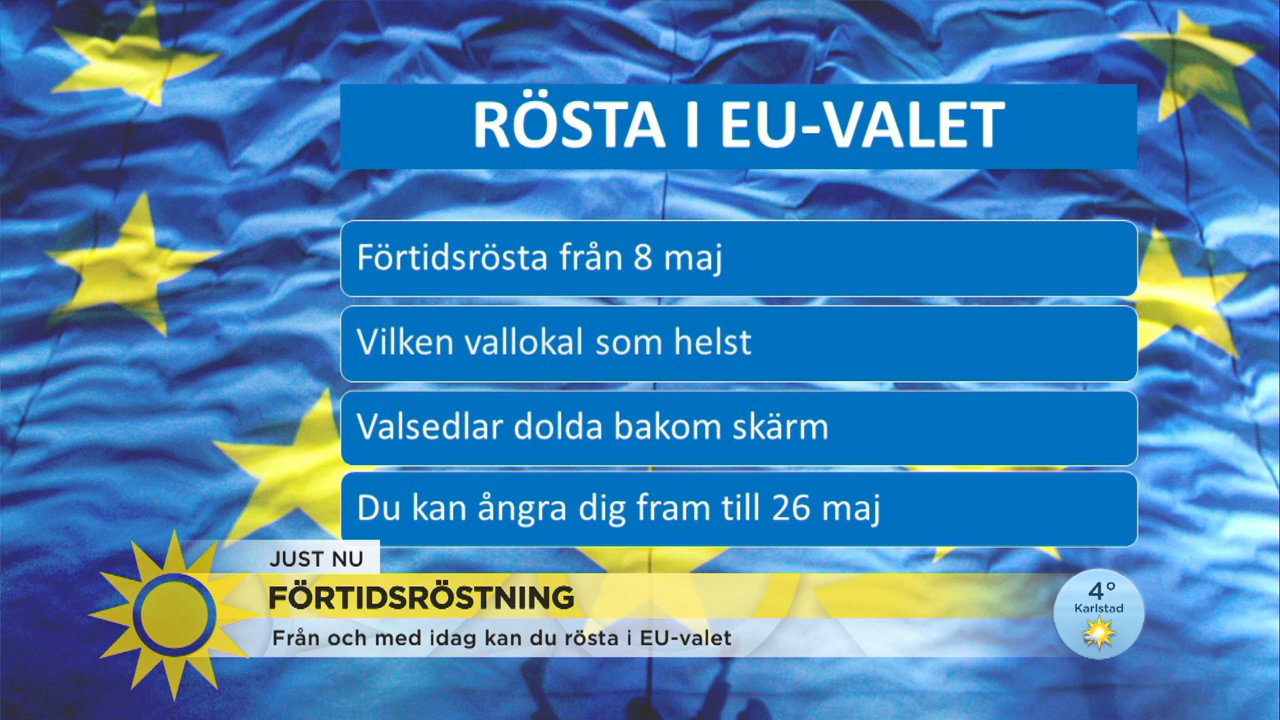 RÖSTA I EU-VALET
Förtidsrösta från 8 maj
Vilken vallokal som helst
Valsedlar dolda bakom skärm
Du kan ångra dig fram till 26 maj
JUST NU
FÖRTIDSRÖSTNING
Från och med idag kan du rösta i EU-valet
4°
Karlstad